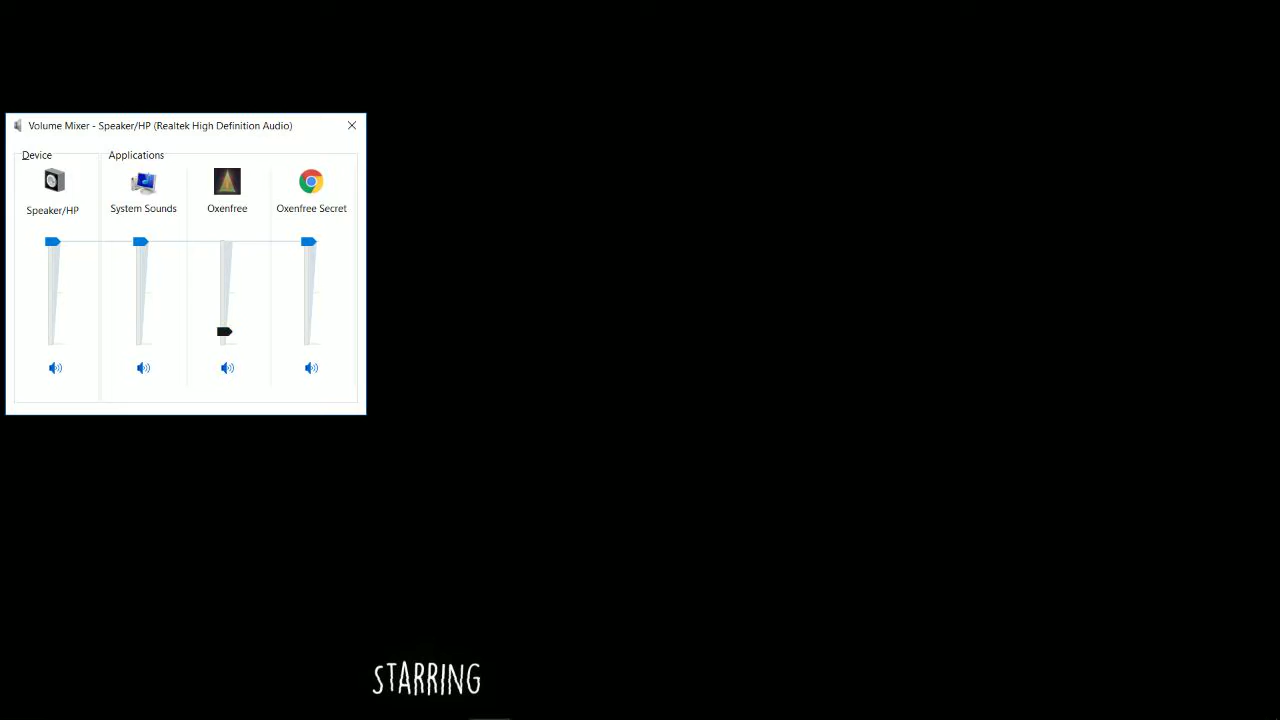 Volume Mixer - Speaker/HP (Realtek High Definition Audio)
Device
Applications
Speaker/HP
System Sounds
Oxenfree
Oxenfree Secret
STARRING